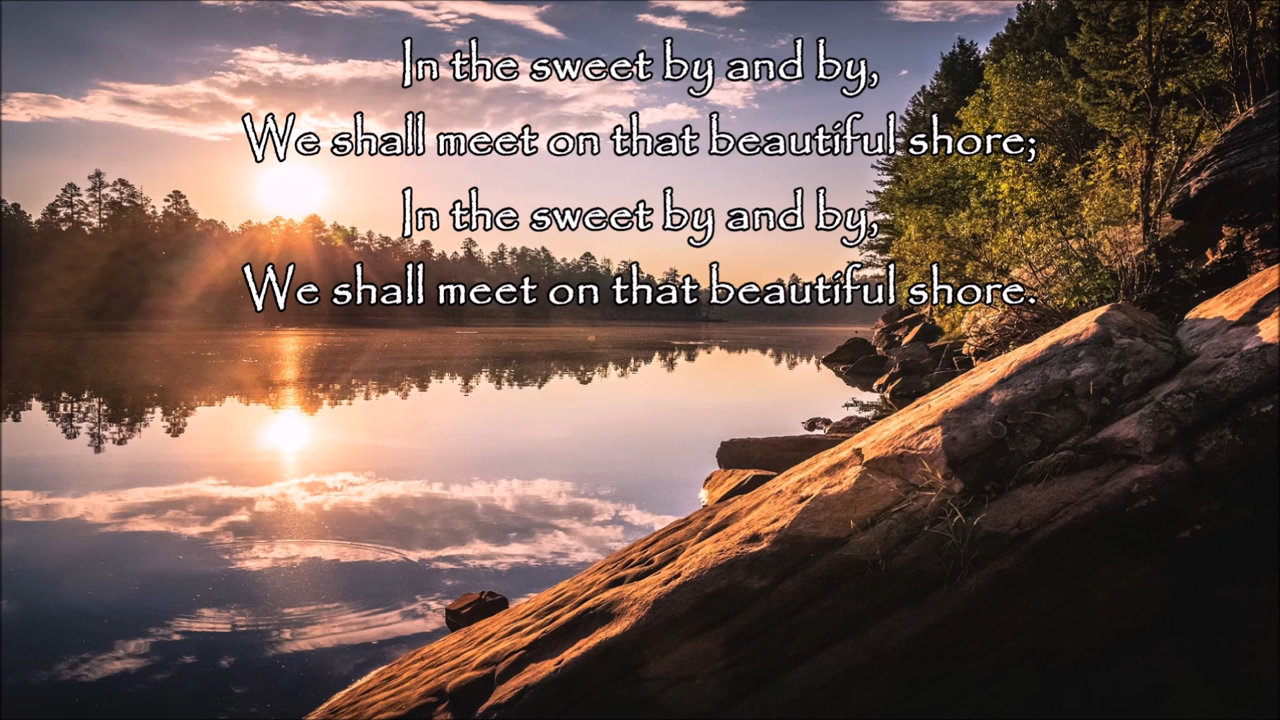 In the sweet by and by,
We shall meet on that beautiful shore;
In the sweet by and by,
We shall meet on that beautiful shore.